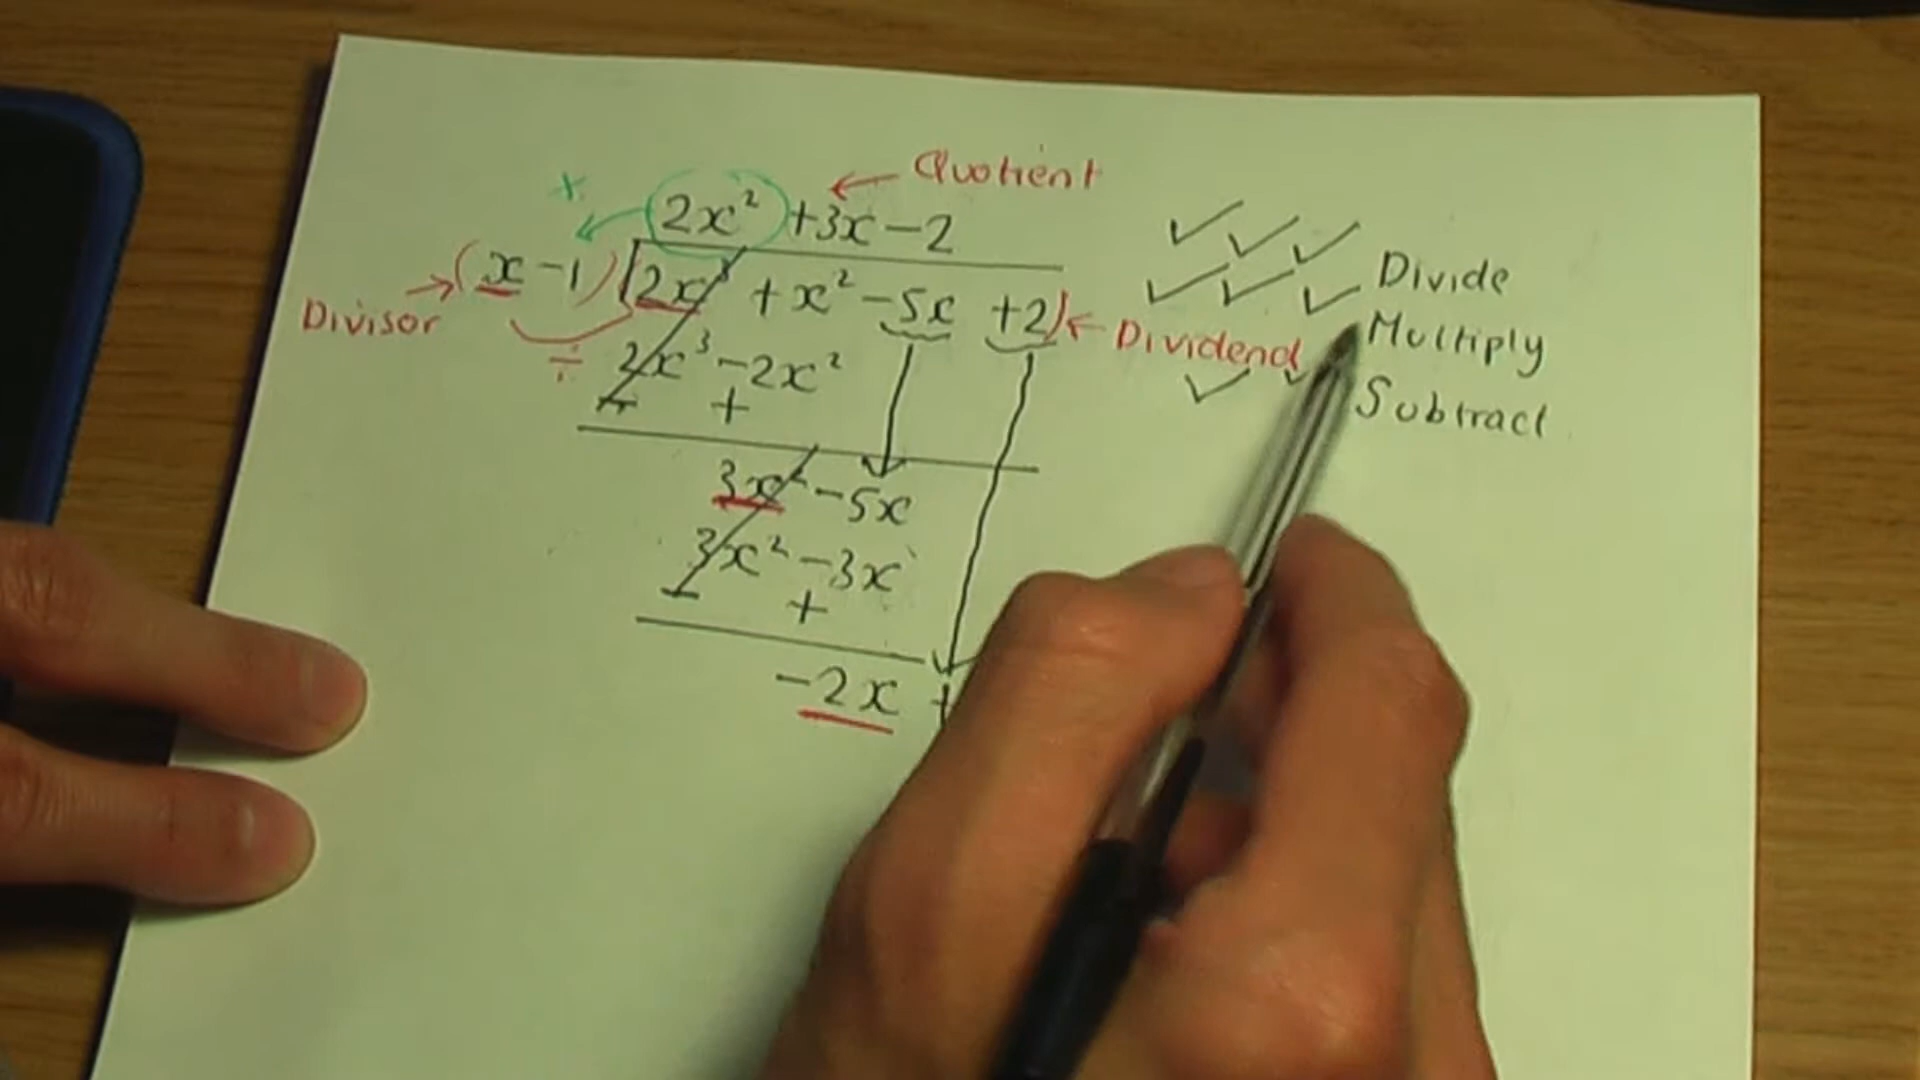 Quotient
× 2x² +3x -2
(x -1) 2x³ + x² -5x +2)
Divisor
Dividend
÷
2x³ -2x²
- +
3x² -5x
3x² -3x
- +
-2x +
✓ ✓ ✓ Divide
✓ ✓ ✓ Multiply
✓ ✓ Subtract